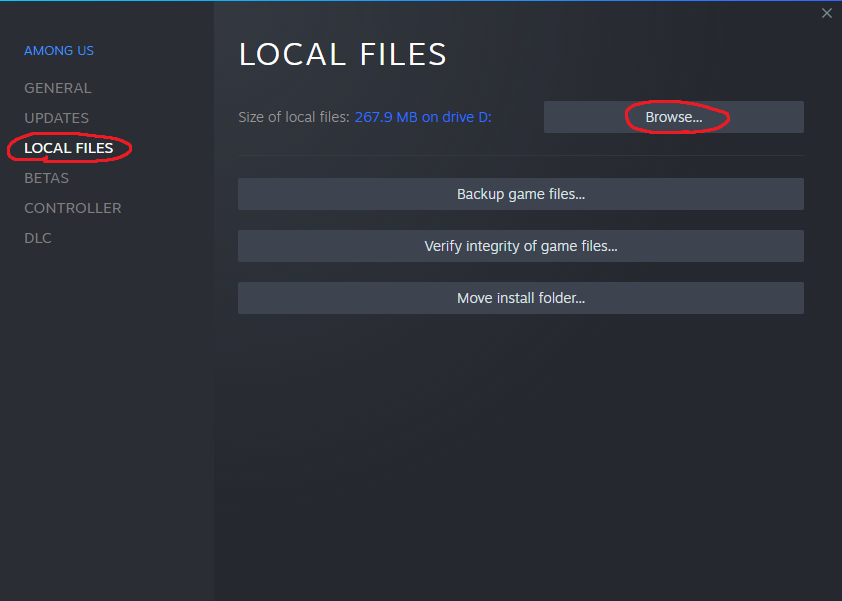 AMONG US
GENERAL
UPDATES
LOCAL FILES
BETAS
CONTROLLER
DLC
LOCAL FILES
Size of local files: 267.9 MB on drive D:
Browse...
Backup game files...
Verify integrity of game files...
Move install folder...